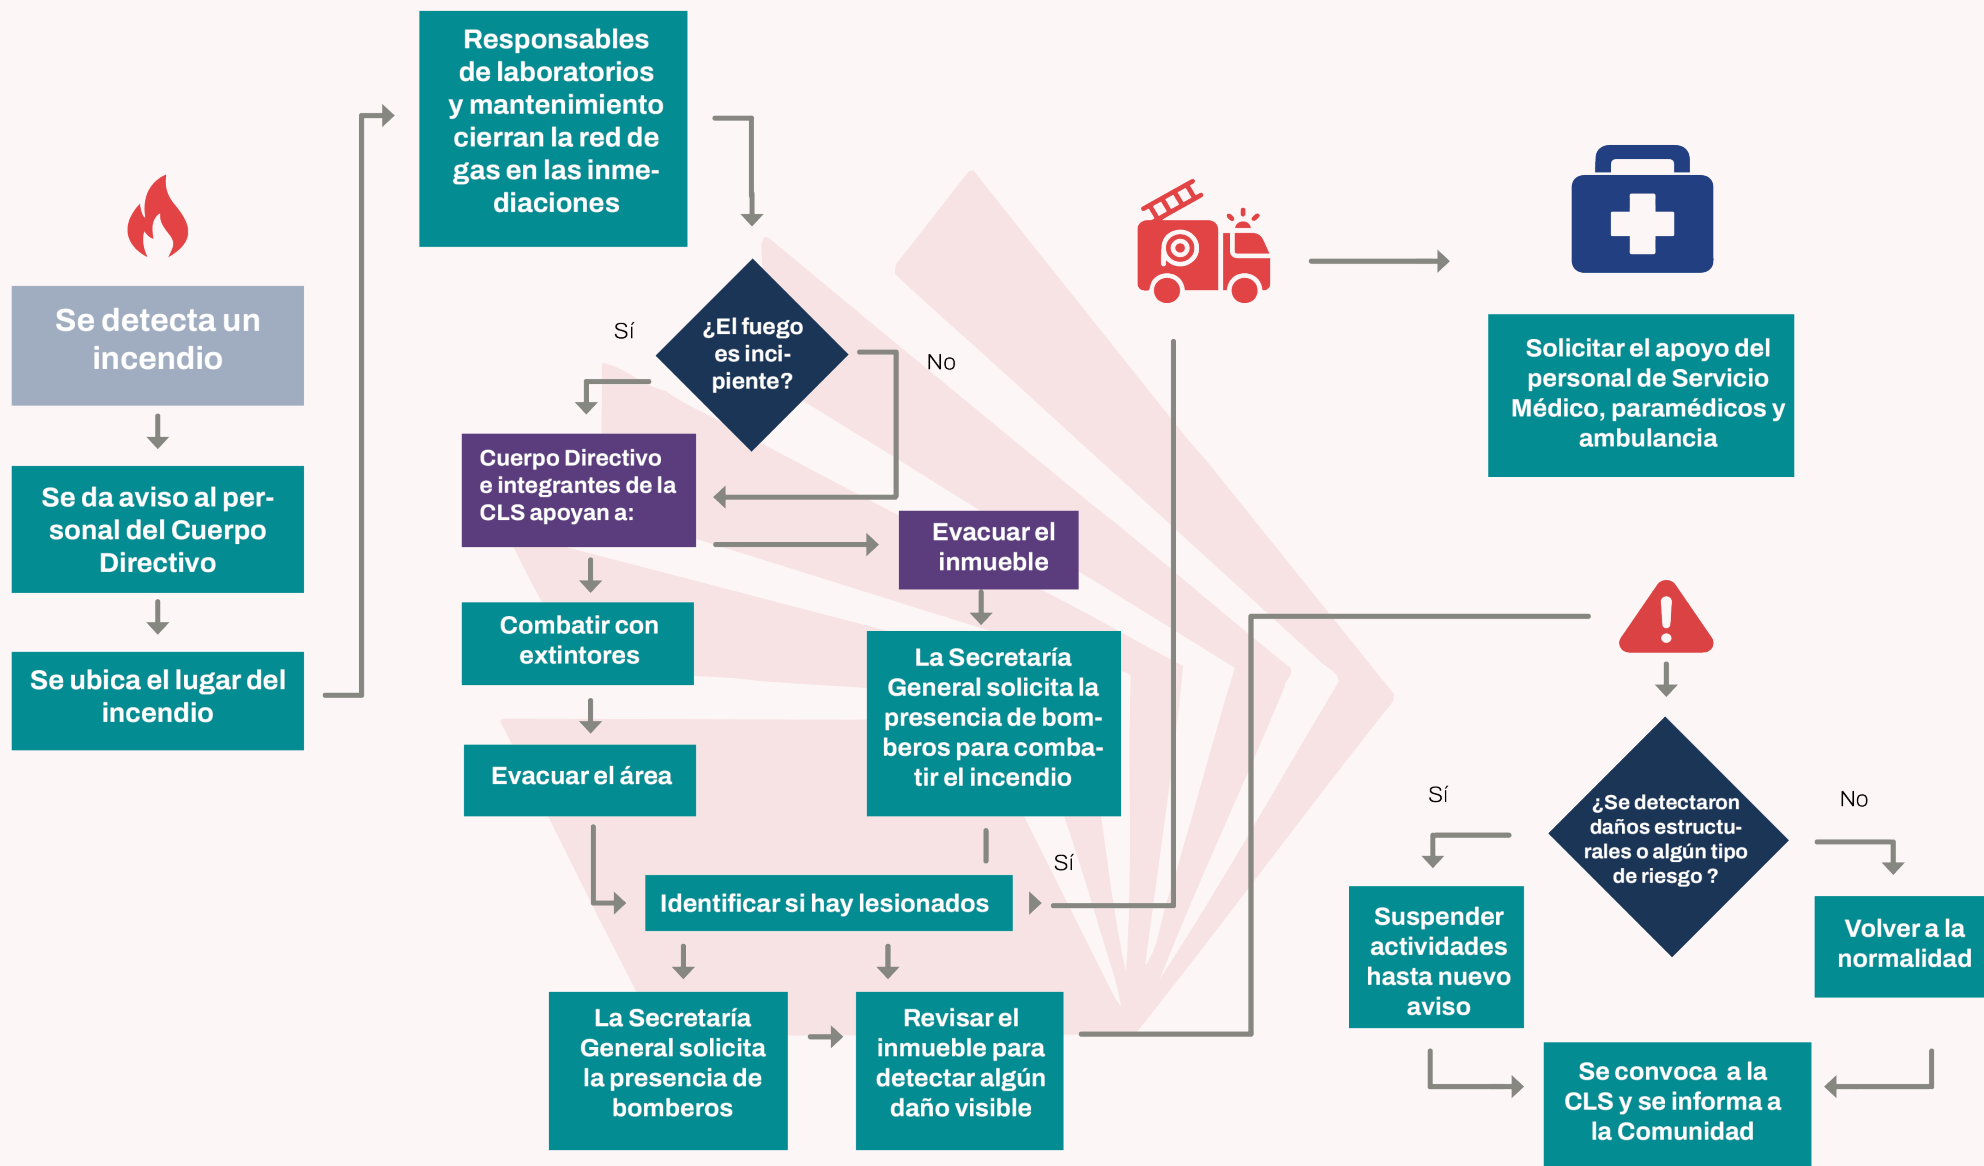 Se detecta un
incendio
Se da aviso al per-
sonal del Cuerpo
Directivo
Se ubica el lugar del
incendio
Responsables
de laboratorios
y mantenimiento
cierran la red de
gas en las inme-
diaciones
¿El fuego
es inci-
piente?
Sí
No
Cuerpo Directivo
e integrantes de la
CLS apoyan a:
Combatir con
extintores
Evacuar el área
Evacuar el
inmueble
La Secretaría
General solicita la
presencia de bom-
beros para comba-
tir el incendio
Identificar si hay lesionados
Sí
La Secretaría
General solicita
la presencia de
bomberos
Revisar el
inmueble para
detectar algún
daño visible
Solicitar el apoyo del
personal de Servicio
Médico, paramédicos y
ambulancia
¿Se detectaron
daños estructu-
rales o algún tipo
de riesgo ?
Sí
No
Suspender
actividades
hasta nuevo
aviso
Volver a la
normalidad
Se convoca a la
CLS y se informa a
la Comunidad